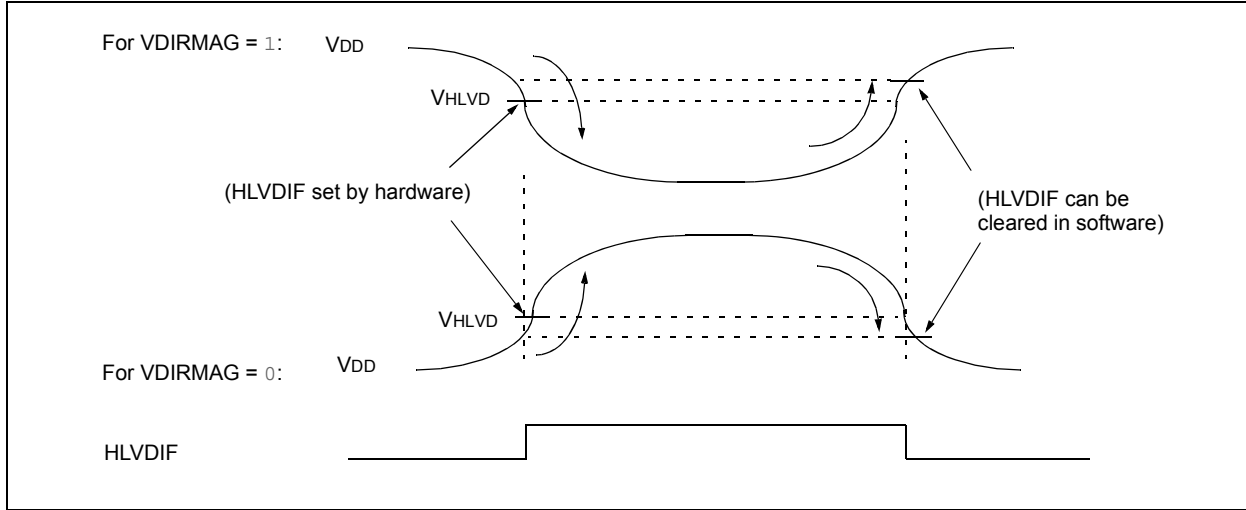 For VDIRMAG = 1: VDD
VHLVD
(HLVDIF set by hardware)
(HLVDIF can be
cleared in software)
VHLVD
For VDIRMAG = 0: VDD
HLVDIF